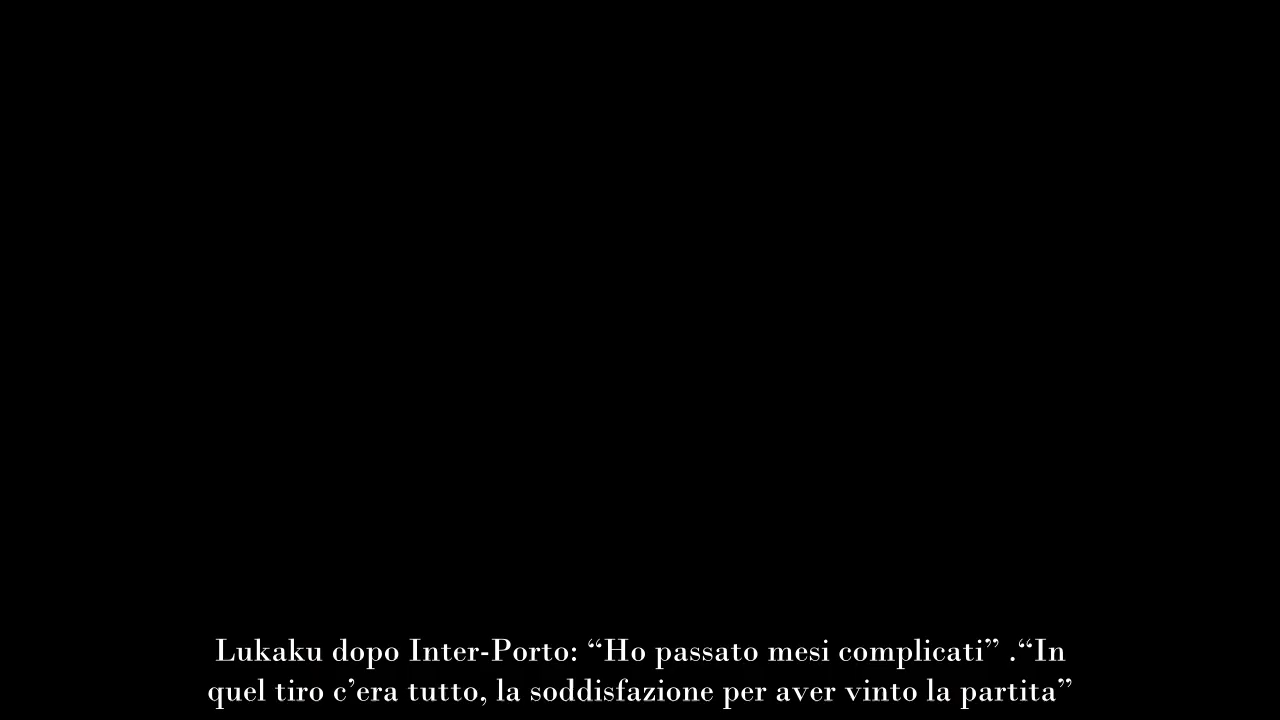 Lukaku dopo Inter-Porto: “Ho passato mesi complicati” .“In
quel tiro c’era tutto, la soddisfazione per aver vinto la partita”